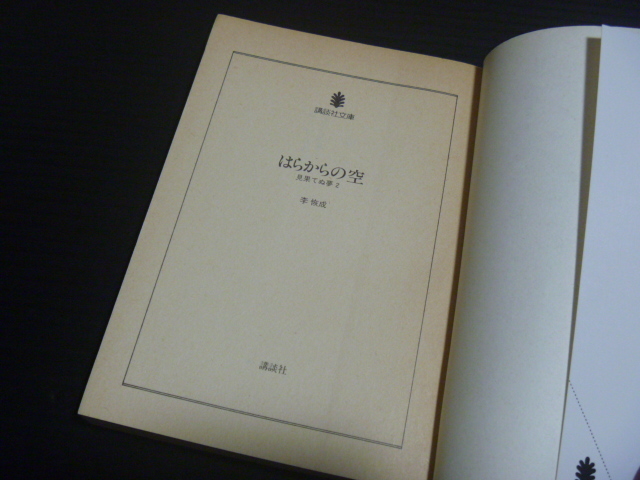 講談社文庫
はらからの空
見果てぬ夢 2
李恢成
講談社